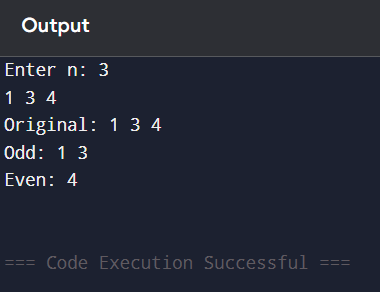 Output
Enter n: 3
1 3 4
Original: 1 3 4
Odd: 1 3
Even: 4
=== Code Execution Successful ===